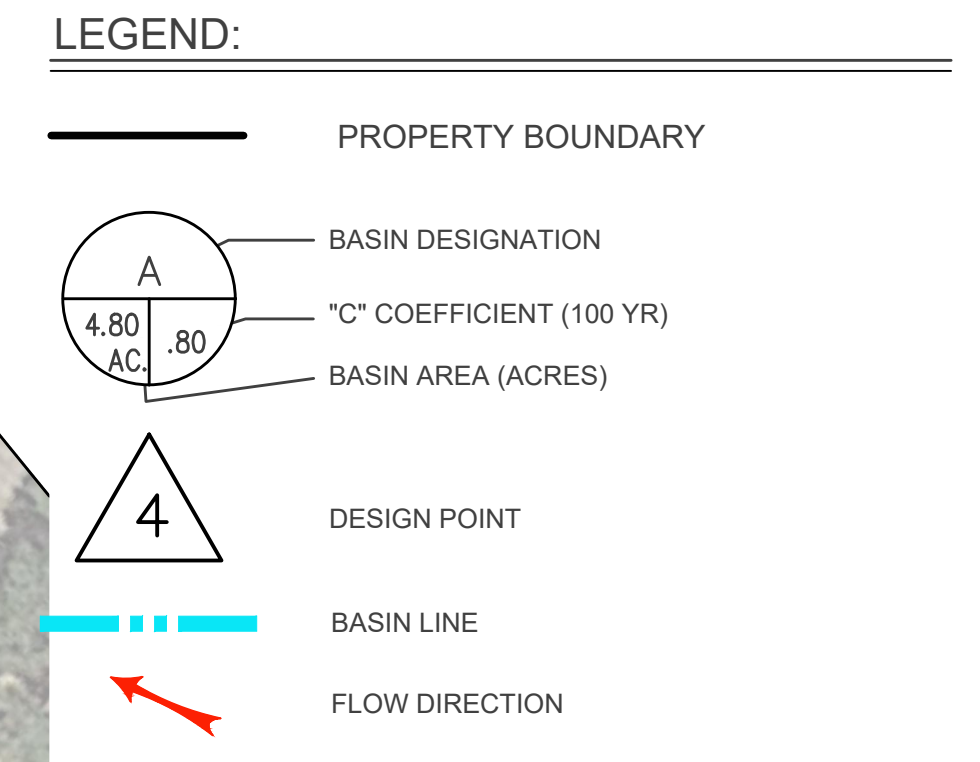 LEGEND:
PROPERTY BOUNDARY
BASIN DESIGNATION
A
"C" COEFFICIENT (100 YR)
4.80
AC.
.80
BASIN AREA (ACRES)
4
DESIGN POINT
BASIN LINE
FLOW DIRECTION